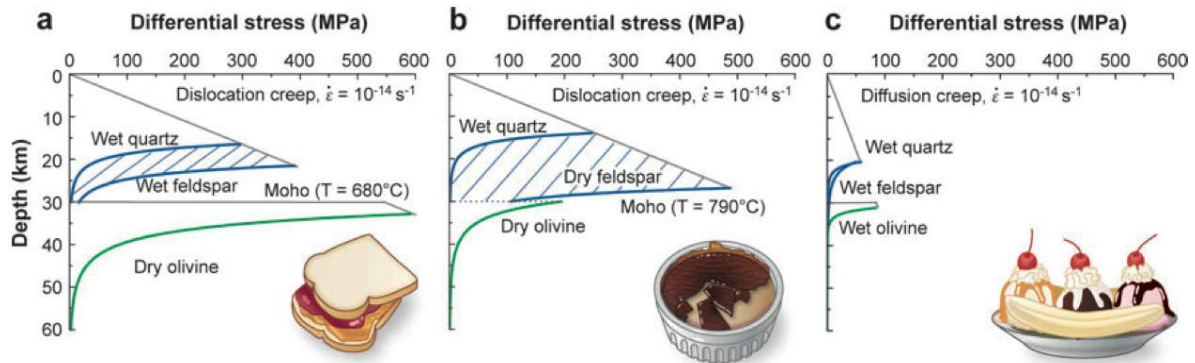 a
Differential stress (MPa)
0 100 200 300 400 500 600
Depth (km)
0
10
20
30
40
50
60
Dislocation creep, ε̇ = 10⁻¹⁴ s⁻¹
Wet quartz
Wet feldspar
Moho (T = 680°C)
Dry olivine
b
Differential stress (MPa)
0 100 200 300 400 500 600
Dislocation creep, ε̇ = 10⁻¹⁴ s⁻¹
Wet quartz
Dry feldspar
Moho (T = 790°C)
Dry olivine
c
Differential stress (MPa)
0 100 200 300 400 500 600
Diffusion creep, ε̇ = 10⁻¹⁴ s⁻¹
Wet quartz
Wet feldspar
Wet olivine